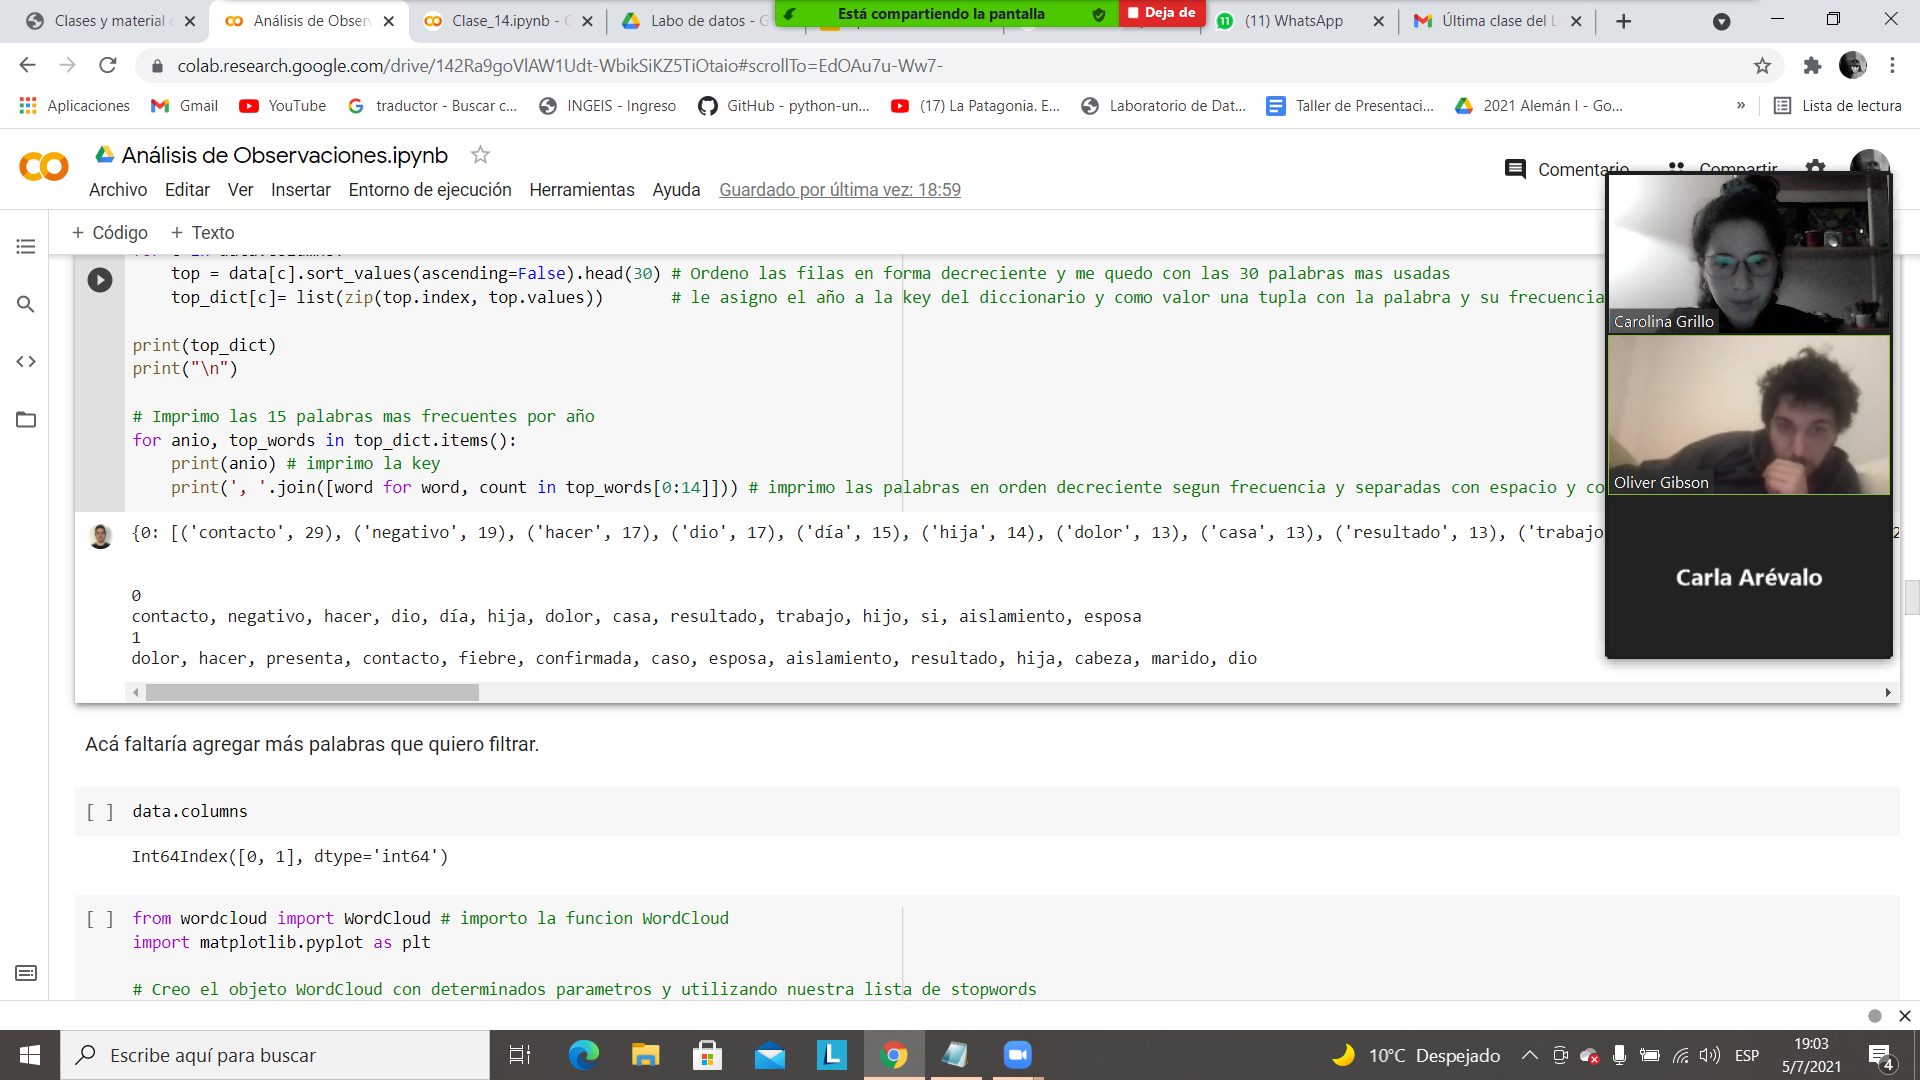 Clases y material
Análisis de Obser
Clase_14.ipynb - C
Labo de datos - G
Está compartiendo la pantalla
Deja de
(11) WhatsApp
Última clase del L
colab.research.google.com/drive/142Ra9goVlAW1Udt-WbikSiKZ5TiOtaio#scrollTo=EdOAu7u-Ww7-
Aplicaciones
Gmail
YouTube
traductor - Buscar c...
INGEIS - Ingreso
GitHub - python-un...
(17) La Patagonia. E...
Laboratorio de Dat...
Taller de Presentaci...
2021 Alemán I - Go...
»
Lista de lectura
Análisis de Observaciones.ipynb
Comentario
Compartir
Archivo Editar Ver Insertar Entorno de ejecución Herramientas Ayuda Guardado por última vez: 18:59
+ Código + Texto
top = data[c].sort_values(ascending=False).head(30) # Ordeno las filas en forma decreciente y me quedo con las 30 palabras mas usadas
top_dict[c]= list(zip(top.index, top.values)) # le asigno el año a la key del diccionario y como valor una tupla con la palabra y su frecuencia
print(top_dict)
print("\n")
# Imprimo las 15 palabras mas frecuentes por año
for anio, top_words in top_dict.items():
print(anio) # imprimo la key
print(', '.join([word for word, count in top_words[0:14]])) # imprimo las palabras en orden decreciente segun frecuencia y separadas con espacio y co
{0: [('contacto', 29), ('negativo', 19), ('hacer', 17), ('dio', 17), ('día', 15), ('hija', 14), ('dolor', 13), ('casa', 13), ('resultado', 13), ('trabajo
0
contacto, negativo, hacer, dio, día, hija, dolor, casa, resultado, trabajo, hijo, si, aislamiento, esposa
1
dolor, hacer, presenta, contacto, fiebre, confirmada, caso, esposa, aislamiento, resultado, hija, cabeza, marido, dio
Carolina Grillo
Oliver Gibson
Carla Arévalo
Acá faltaría agregar más palabras que quiero filtrar.
[ ] data.columns
Int64Index([0, 1], dtype='int64')
[ ] from wordcloud import WordCloud # importo la funcion WordCloud
import matplotlib.pyplot as plt
# Creo el objeto WordCloud con determinados parametros y utilizando nuestra lista de stopwords
Escribe aquí para buscar
10°C Despejado
ESP
19:03
5/7/2021
4